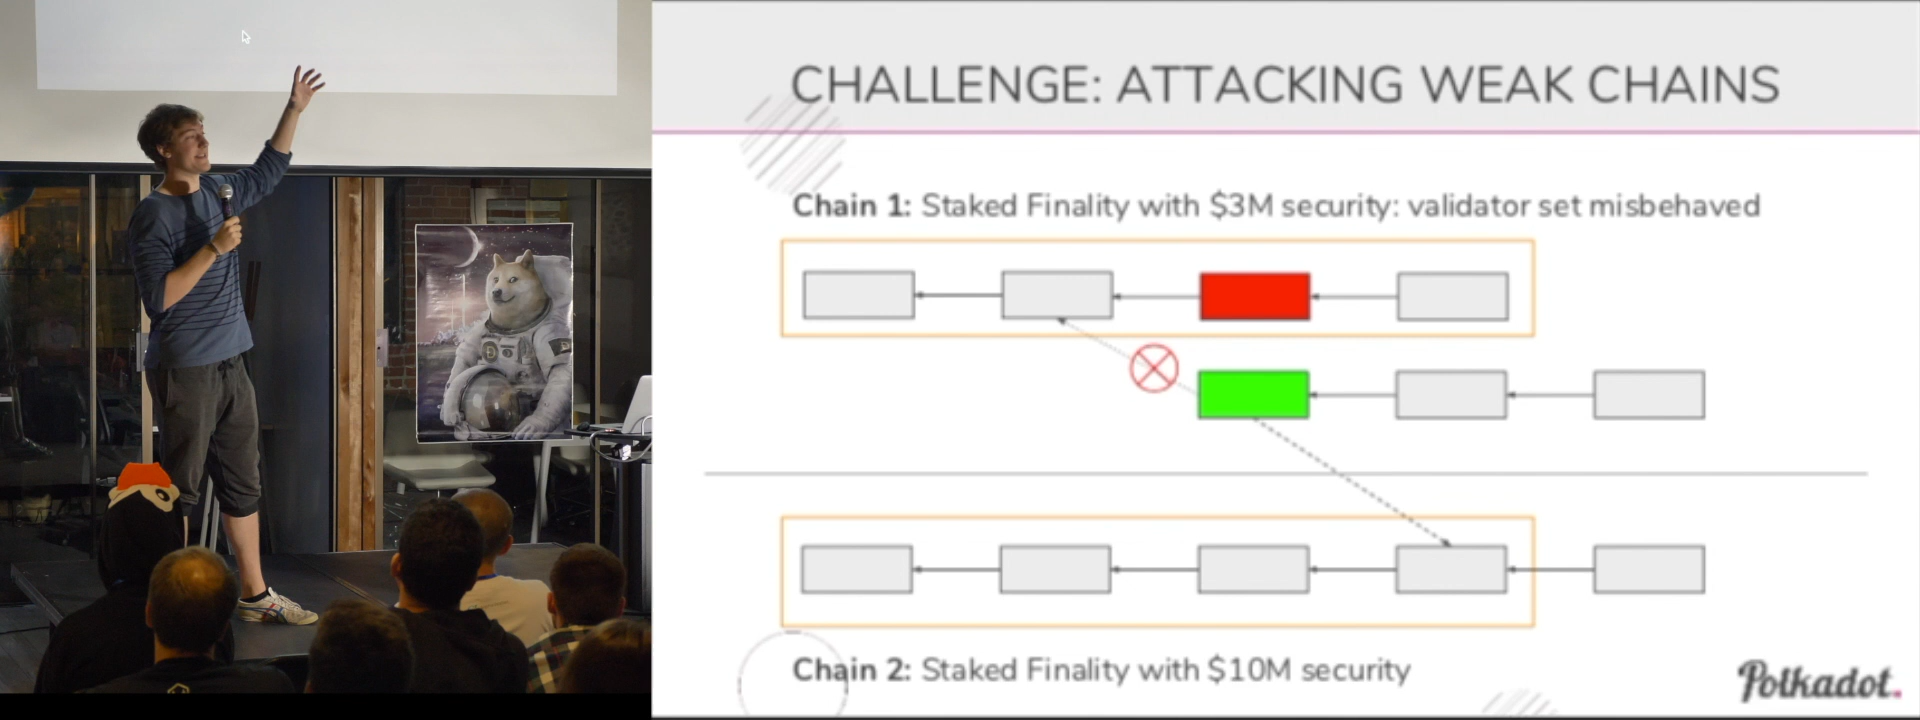 CHALLENGE: ATTACKING WEAK CHAINS
Chain 1: Staked Finality with $3M security: validator set misbehaved
Chain 2: Staked Finality with $10M security
Polkadot.